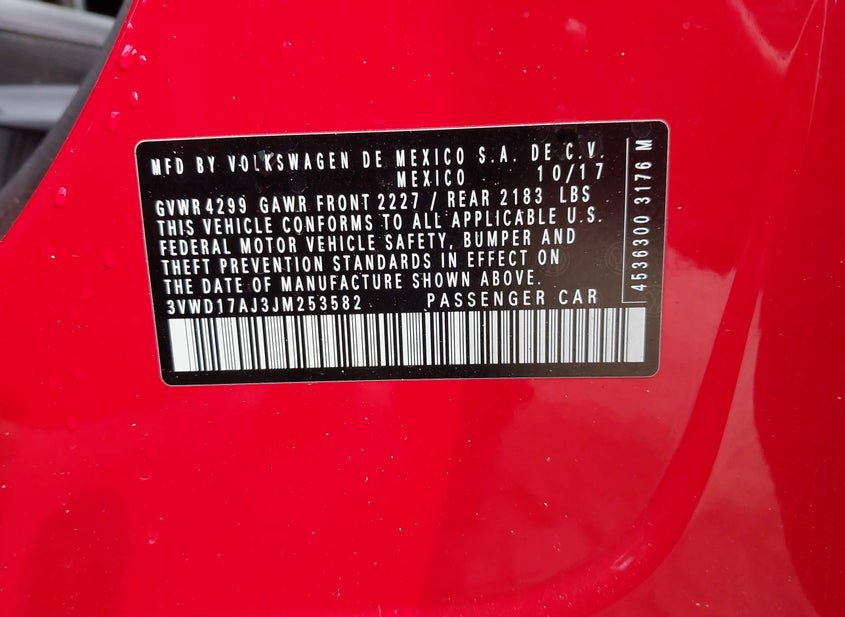 MFD BY VOLKSWAGEN DE MEXICO S.A. DE C.V.
MEXICO 10/17
GVWR 4299 GAWR FRONT 2227 / REAR 2183 LBS
THIS VEHICLE CONFORMS TO ALL APPLICABLE U.S.
FEDERAL MOTOR VEHICLE SAFETY, BUMPER AND
THEFT PREVENTION STANDARDS IN EFFECT ON
THE DATE OF MANUFACTURE SHOWN ABOVE.
3VWD17AJ3JM253582 PASSENGER CAR
4536300 3176 M